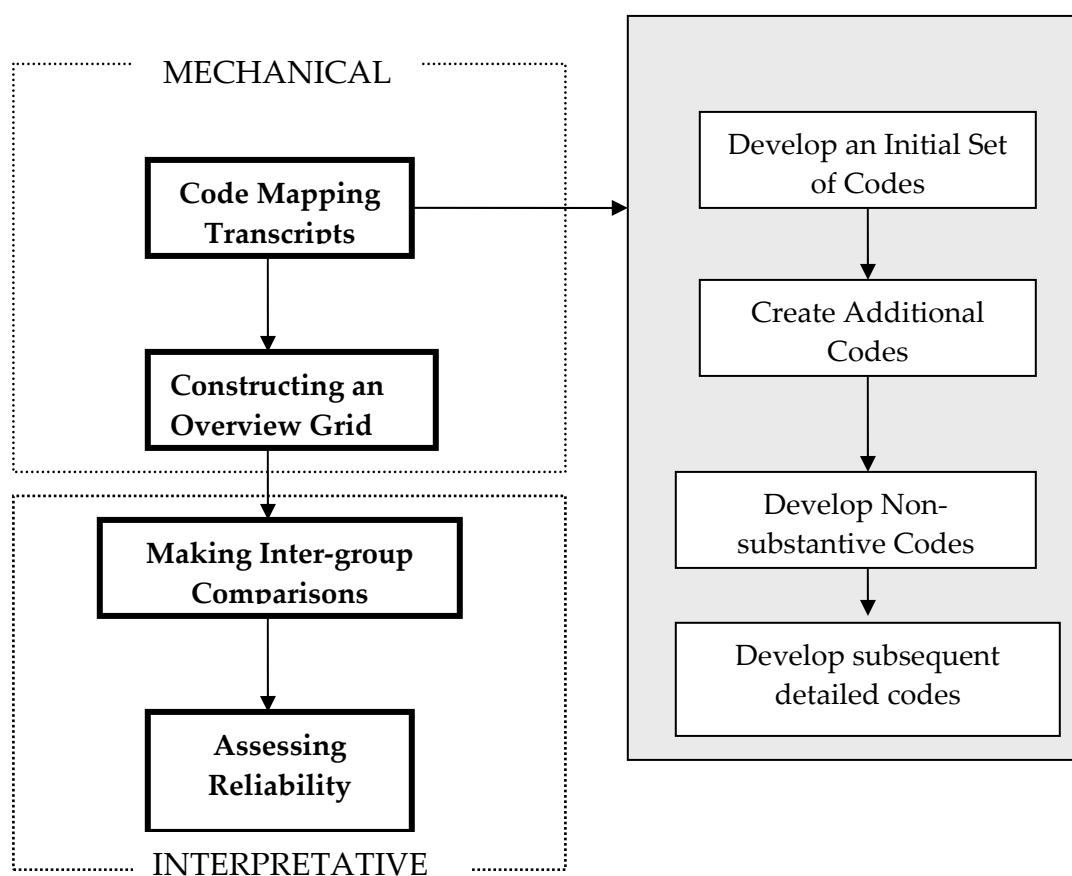 MECHANICAL
Code Mapping
Transcripts
Constructing an
Overview Grid
Making Inter-group
Comparisons
Assessing
Reliability
INTERPRETATIVE
Develop an Initial Set
of Codes
Create Additional
Codes
Develop Non-
substantive Codes
Develop subsequent
detailed codes